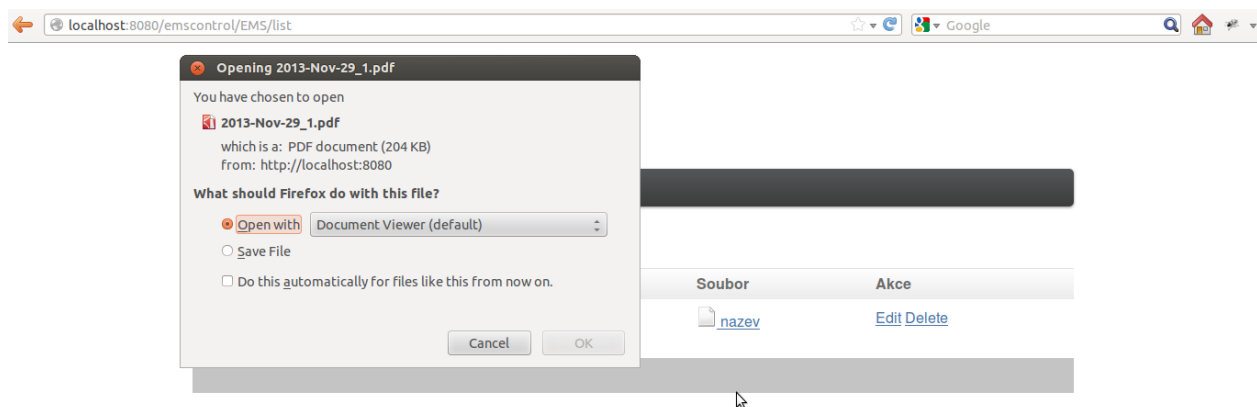 localhost:8080/emscontrol/EMS/list
Google
Opening 2013-Nov-29_1.pdf
You have chosen to open
2013-Nov-29_1.pdf
which is a: PDF document (204 KB)
from: http://localhost:8080
What should Firefox do with this file?
Open with Document Viewer (default)
Save File
Do this automatically for files like this from now on.
Cancel OK
Soubor Akce
nazev Edit Delete